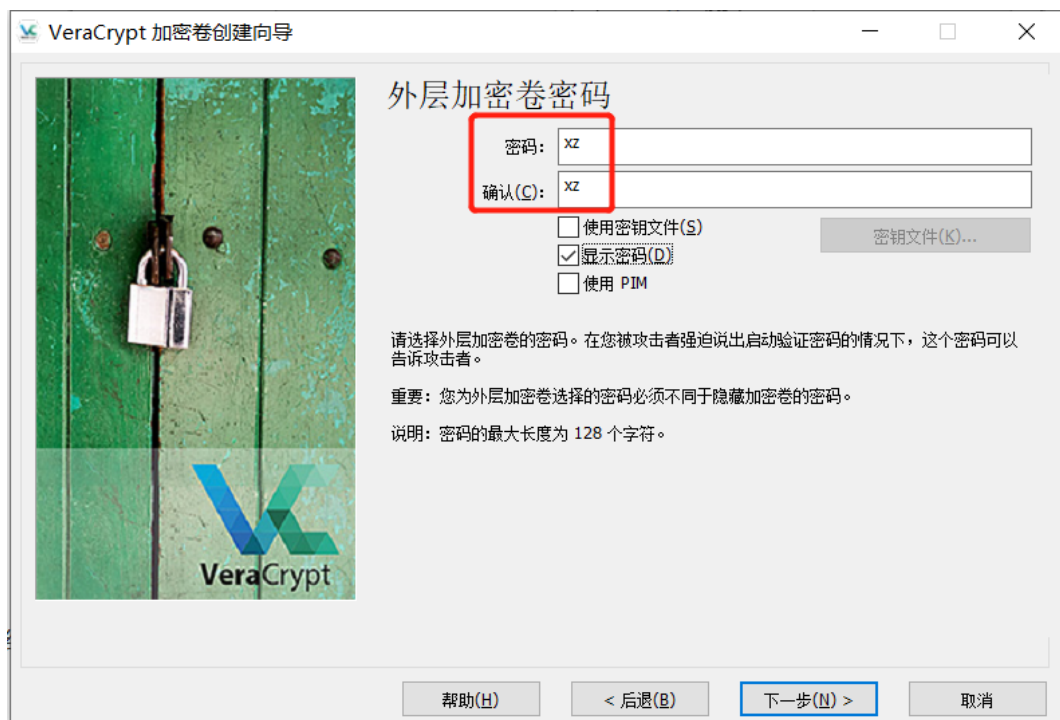 VeraCrypt 加密卷创建向导
外层加密卷密码
密码： xz
确认(C)： xz
使用密钥文件(S)
密钥文件(K)...
显示密码(D)
使用 PIM
请选择外层加密卷的密码。在您被攻击者强迫说出启动验证密码的情况下，这个密码可以
告诉攻击者。
重要：您为外层加密卷选择的密码必须不同于隐藏加密卷的密码。
说明：密码的最大长度为 128 个字符。
VeraCrypt
帮助(H)
< 后退(B)
下一步(N) >
取消